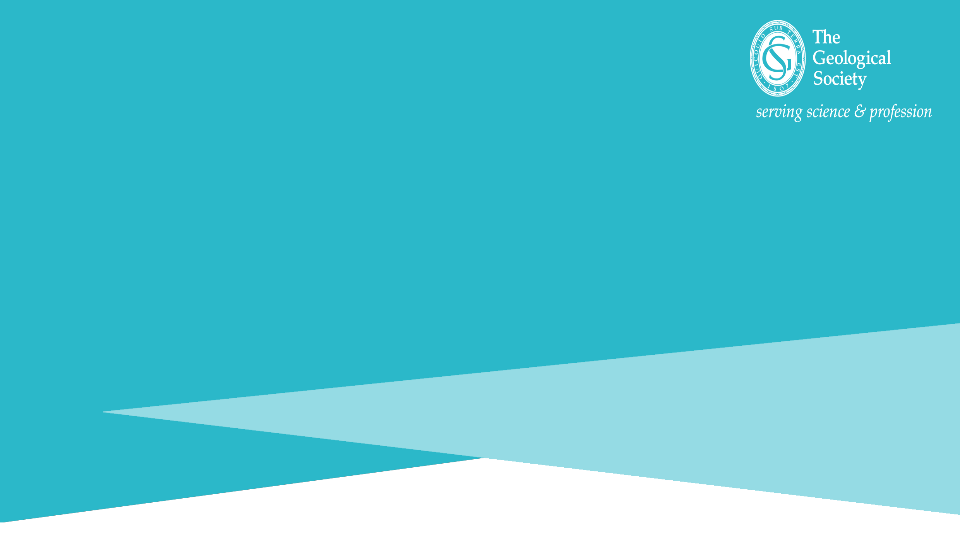 The
Geological
Society
serving science & profession